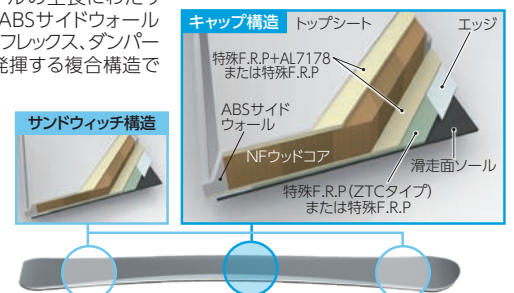 ルの全長にわたり
ABSサイドウォール
フレックス、ダンパー
発揮する複合構造で
キャップ構造
トップシート
エッジ
特殊F.R.P+AL7178
または特殊F.R.P
ABSサイド
ウォール
NFウッドコア
滑走面ソール
特殊F.R.P(ZTCタイプ)
または特殊F.R.P
サンドウィッチ構造